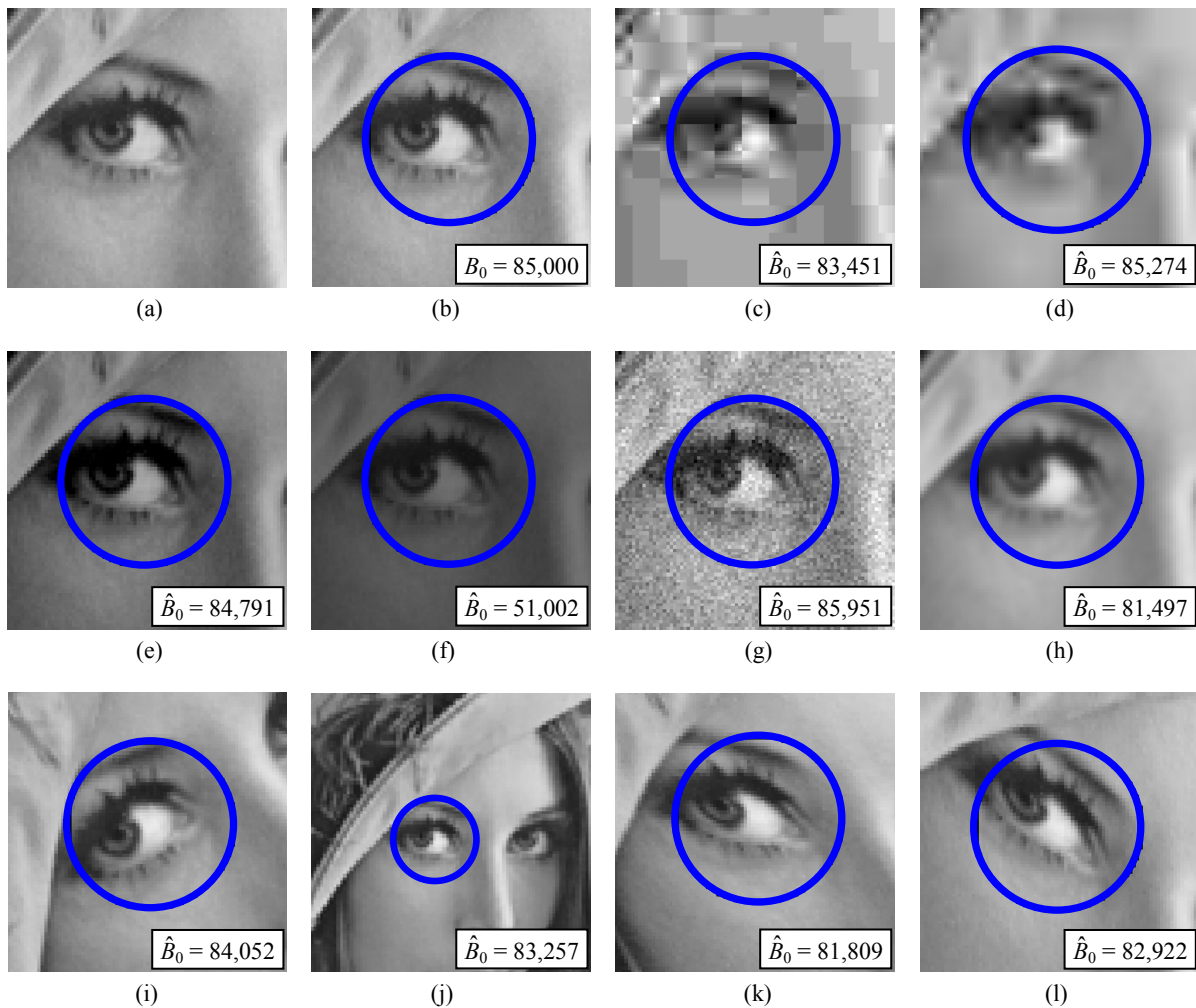 B₀ = 85,000
B̂₀ = 83,451
B̂₀ = 85,274
(a)
(b)
(c)
(d)
B̂₀ = 84,791
B̂₀ = 51,002
B̂₀ = 85,951
B̂₀ = 81,497
(e)
(f)
(g)
(h)
B̂₀ = 84,052
B̂₀ = 83,257
B̂₀ = 81,809
B̂₀ = 82,922
(i)
(j)
(k)
(l)